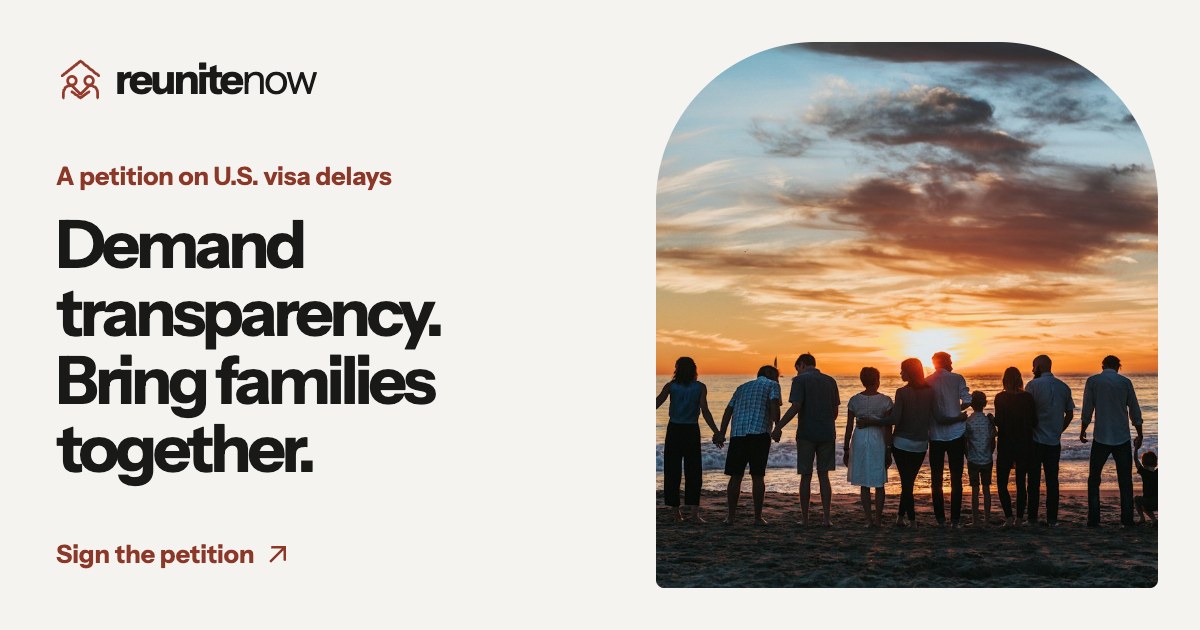 reunitenow
A petition on U.S. visa delays
Demand
transparency.
Bring families
together.
Sign the petition